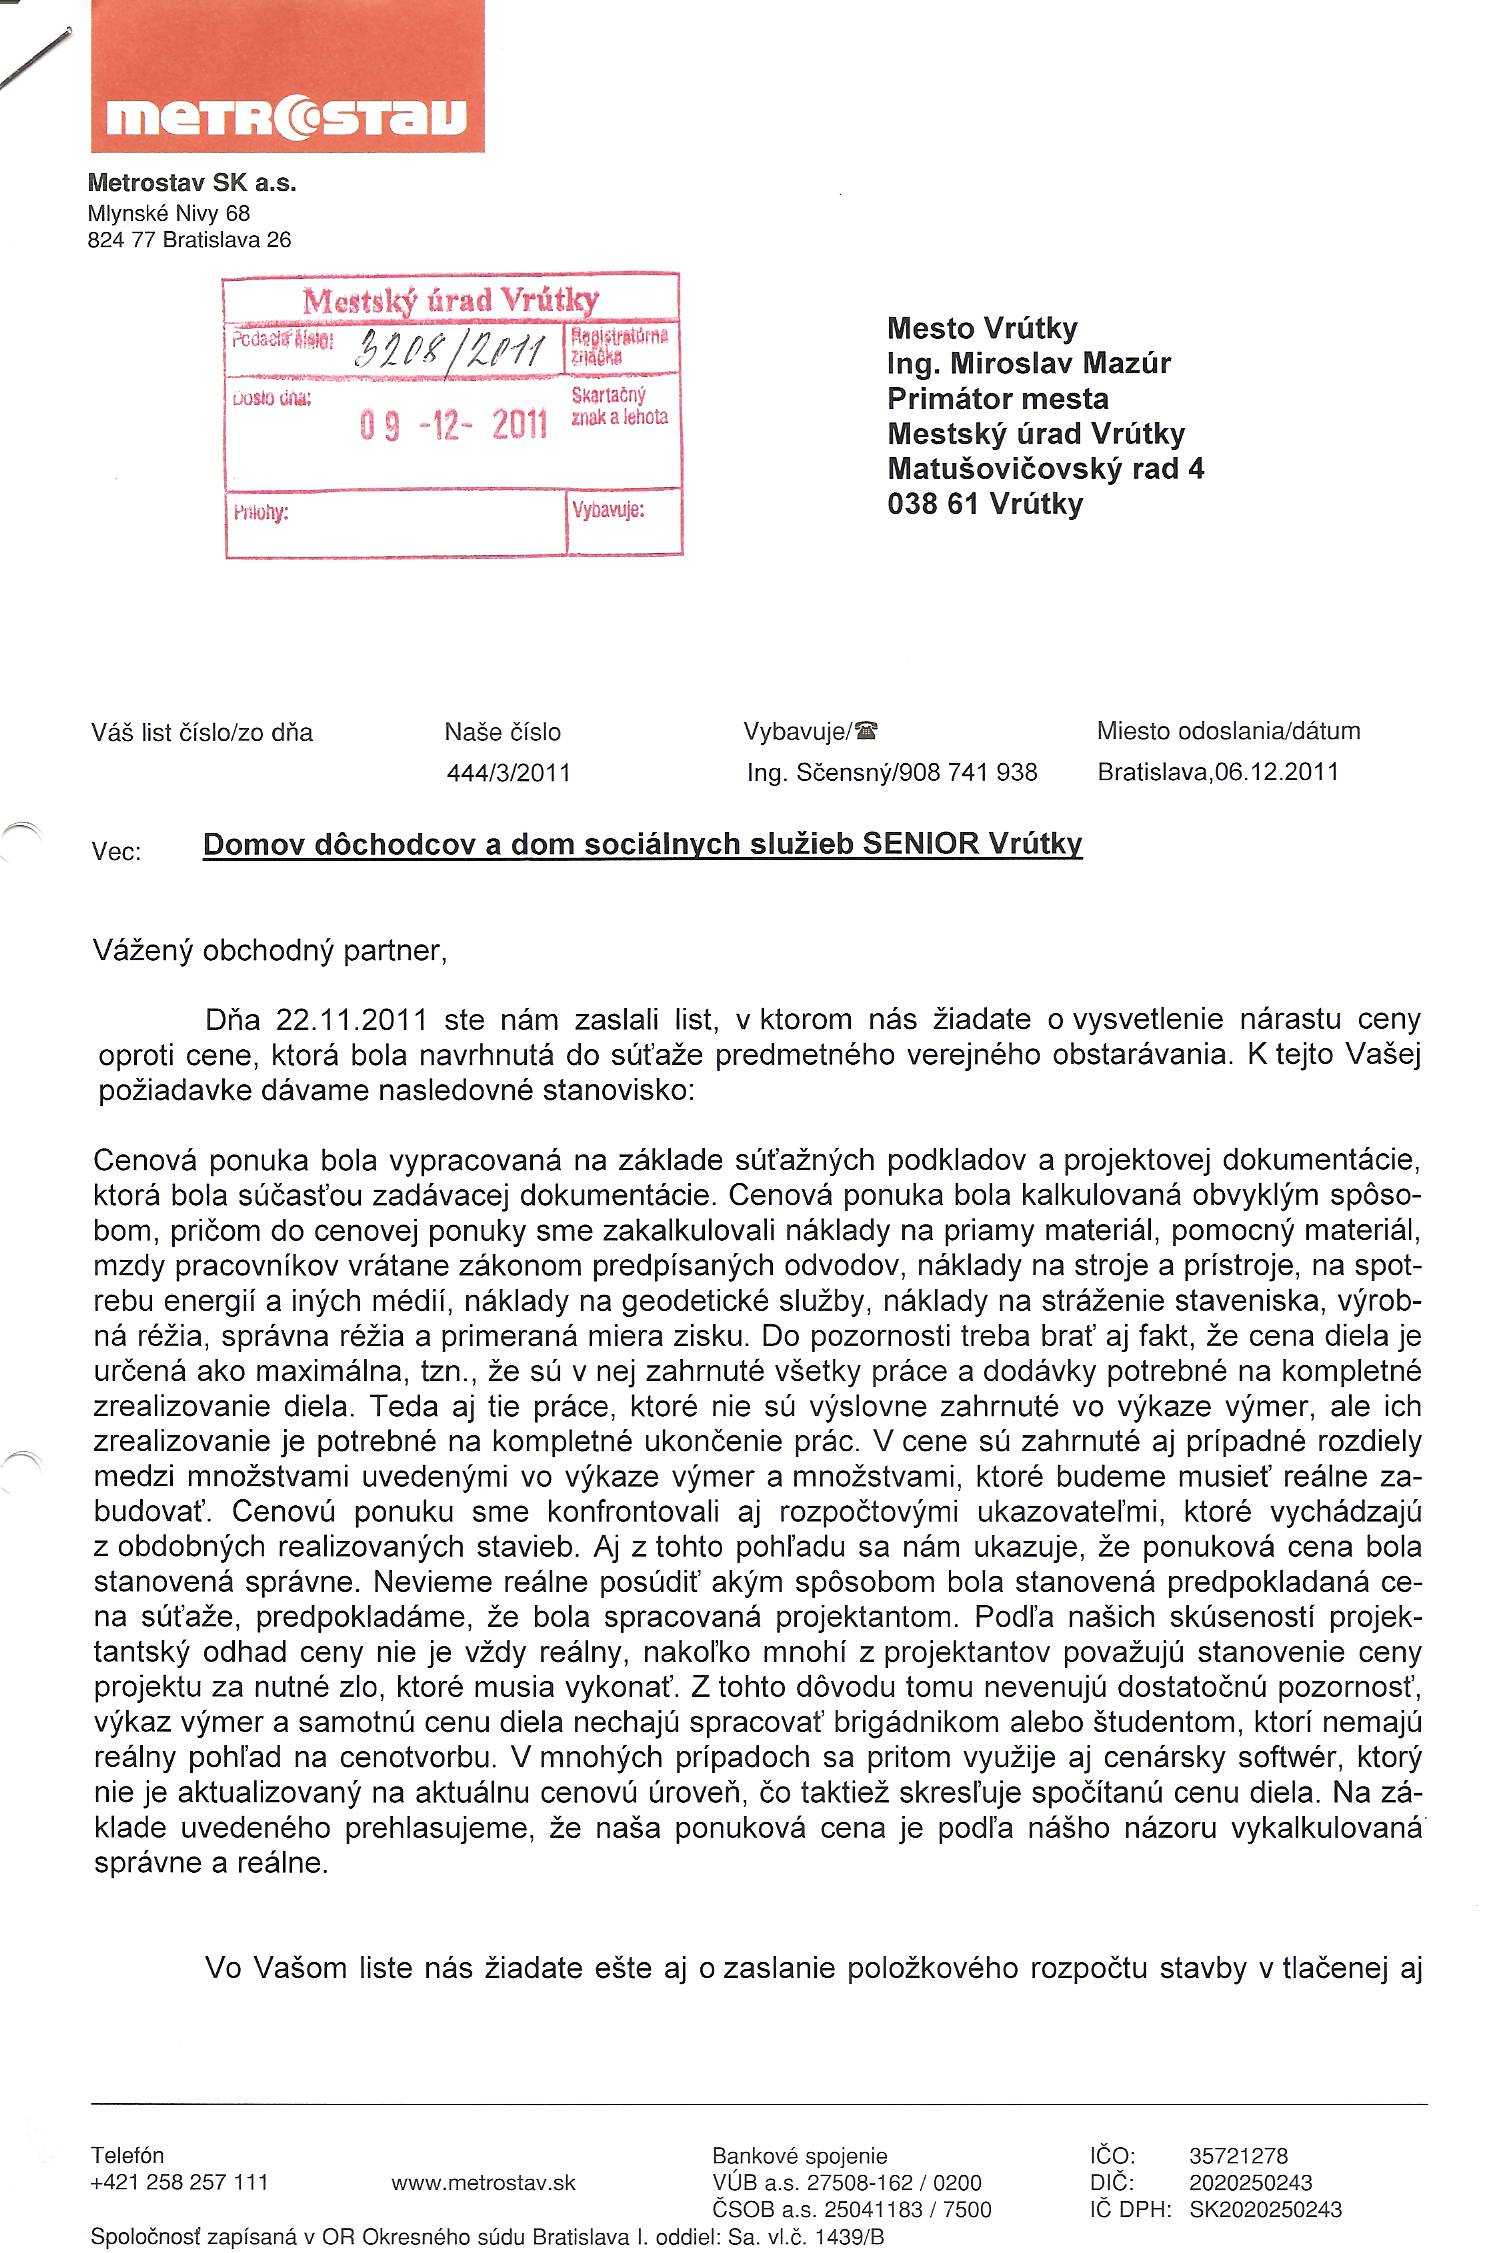 metrostav
Metrostav SK a.s.
Mlynské Nivy 68
824 77 Bratislava 26
Mestský úrad Vrútky
Podacie číslo: 3208/2011 Registratúrna
značka
Došlo dňa: Skartačný
09 -12- 2011 znak a lehota
Prílohy: Vybavuje:
Mesto Vrútky
Ing. Miroslav Mazúr
Primátor mesta
Mestský úrad Vrútky
Matušovičovský rad 4
038 61 Vrútky
Váš list číslo/zo dňa Naše číslo Vybavuje/☎ Miesto odoslania/dátum
444/3/2011 Ing. Sčensný/908 741 938 Bratislava,06.12.2011
Vec: Domov dôchodcov a dom sociálnych služieb SENIOR Vrútky
Vážený obchodný partner,
Dňa 22.11.2011 ste nám zaslali list, v ktorom nás žiadate o vysvetlenie nárastu ceny
oproti cene, ktorá bola navrhnutá do súťaže predmetného verejného obstarávania. K tejto Vašej
požiadavke dávame nasledovné stanovisko:
Cenová ponuka bola vypracovaná na základe súťažných podkladov a projektovej dokumentácie,
ktorá bola súčasťou zadávacej dokumentácie. Cenová ponuka bola kalkulovaná obvyklým spôso-
bom, pričom do cenovej ponuky sme zakalkulovali náklady na priamy materiál, pomocný materiál,
mzdy pracovníkov vrátane zákonom predpísaných odvodov, náklady na stroje a prístroje, na spot-
rebu energií a iných médií, náklady na geodetické služby, náklady na stráženie staveniska, výrob-
ná réžia, správna réžia a primeraná miera zisku. Do pozornosti treba brať aj fakt, že cena diela je
určená ako maximálna, tzn., že sú v nej zahrnuté všetky práce a dodávky potrebné na kompletné
zrealizovanie diela. Teda aj tie práce, ktoré nie sú výslovne zahrnuté vo výkaze výmer, ale ich
zrealizovanie je potrebné na kompletné ukončenie prác. V cene sú zahrnuté aj prípadné rozdiely
medzi množstvami uvedenými vo výkaze výmer a množstvami, ktoré budeme musieť reálne za-
budovať. Cenovú ponuku sme konfrontovali aj rozpočtovými ukazovateľmi, ktoré vychádzajú
z obdobných realizovaných stavieb. Aj z tohto pohľadu sa nám ukazuje, že ponuková cena bola
stanovená správne. Nevieme reálne posúdiť akým spôsobom bola stanovená predpokladaná ce-
na súťaže, predpokladáme, že bola spracovaná projektantom. Podľa našich skúseností projek-
tantský odhad ceny nie je vždy reálny, nakoľko mnohí z projektantov považujú stanovenie ceny
projektu za nutné zlo, ktoré musia vykonať. Z tohto dôvodu tomu nevenujú dostatočnú pozornosť,
výkaz výmer a samotnú cenu diela nechajú spracovať brigádnikom alebo študentom, ktorí nemajú
reálny pohľad na cenotvorbu. V mnohých prípadoch sa pritom využije aj cenársky softwér, ktorý
nie je aktualizovaný na aktuálnu cenovú úroveň, čo taktiež skresľuje spočítanú cenu diela. Na zá-
klade uvedeného prehlasujeme, že naša ponuková cena je podľa nášho názoru vykalkulovaná
správne a reálne.
Vo Vašom liste nás žiadate ešte aj o zaslanie položkového rozpočtu stavby v tlačenej aj
Telefón Bankové spojenie IČO: 35721278
+421 258 257 111 www.metrostav.sk VÚB a.s. 27508-162 / 0200 DIČ: 2020250243
ČSOB a.s. 25041183 / 7500 IČ DPH: SK2020250243
Spoločnosť zapísaná v OR Okresného súdu Bratislava I. oddiel: Sa. vl.č. 1439/B